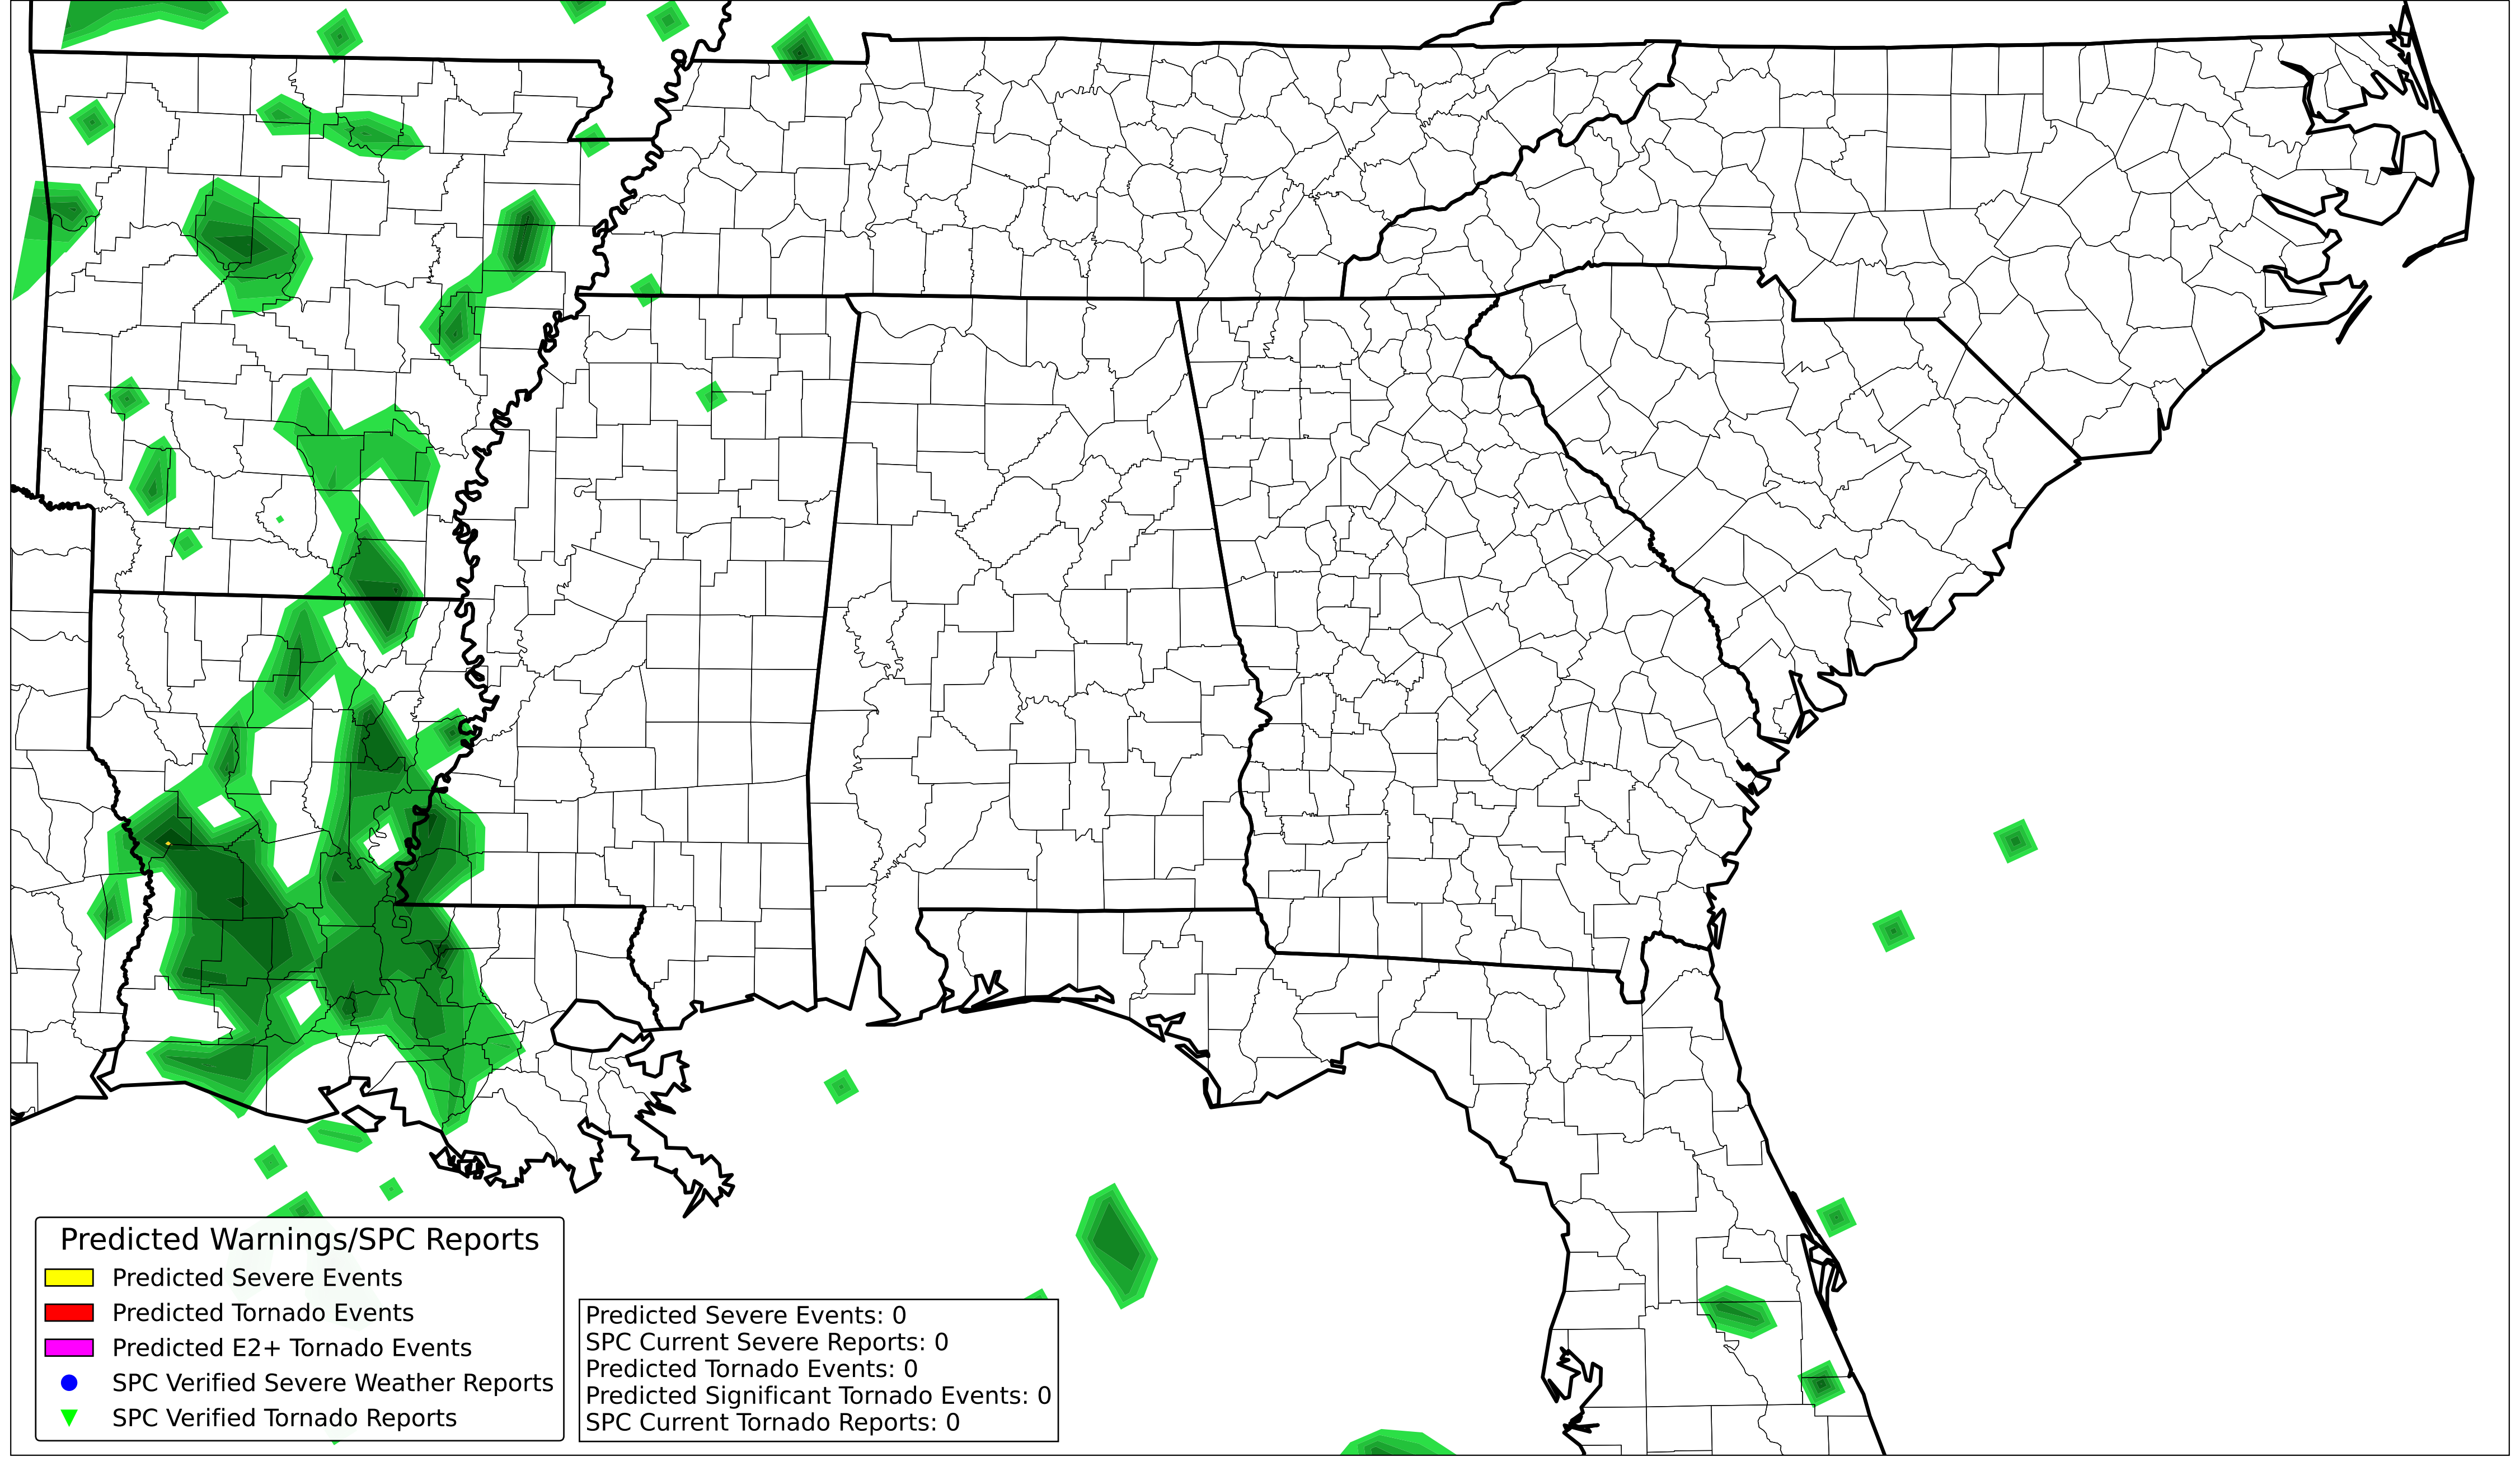 Predicted Warnings/SPC Reports
Predicted Severe Events
Predicted Tornado Events
Predicted E2+ Tornado Events
SPC Verified Severe Weather Reports
SPC Verified Tornado Reports
Predicted Severe Events: 0
SPC Current Severe Reports: 0
Predicted Tornado Events: 0
Predicted Significant Tornado Events: 0
SPC Current Tornado Reports: 0